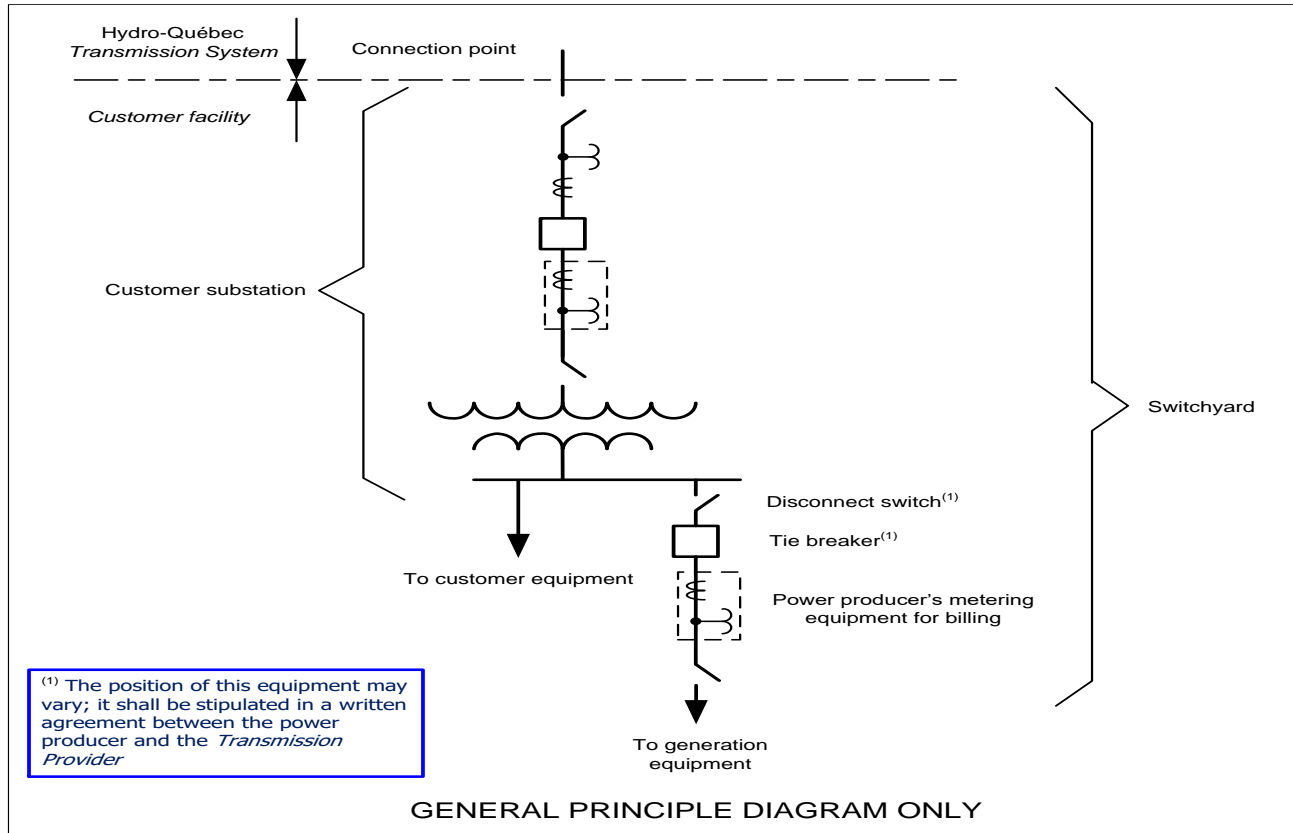 Hydro-Québec
Transmission System
Connection point
Customer facility
Customer substation
Switchyard
Disconnect switch(1)
Tie breaker(1)
To customer equipment
Power producer's metering
equipment for billing
(1) The position of this equipment may
vary; it shall be stipulated in a written
agreement between the power
producer and the Transmission
Provider
To generation
equipment
GENERAL PRINCIPLE DIAGRAM ONLY